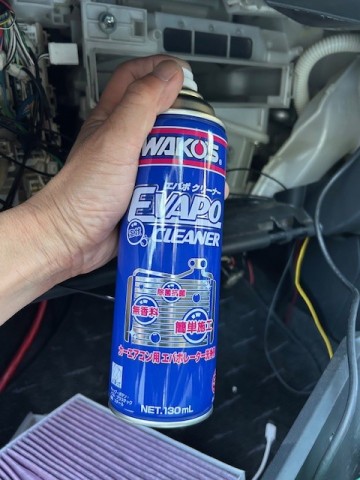 WAKO'S
エバポ クリーナー
EVAPO
CLEANER
除菌抗菌
無香料
簡単施工
カーエアコン用 エバポレーター洗浄剤
NET.130mL